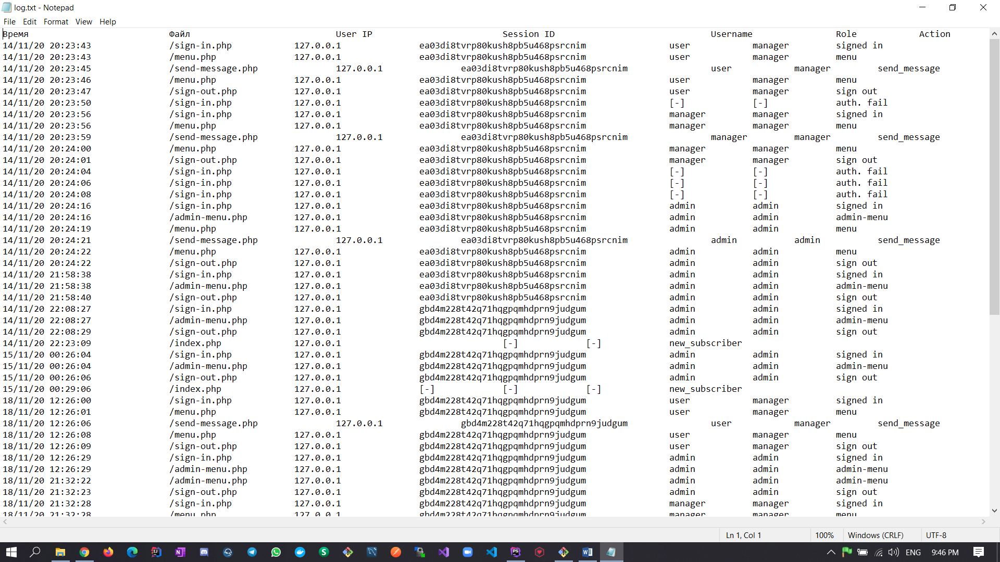 log.txt - Notepad
File Edit Format View Help
Время Файл User IP Session ID Username Role Action
14/11/20 20:23:43 /sign-in.php 127.0.0.1 ea03di8tvrp80kush8pb5u468psrcnim user manager signed in
14/11/20 20:23:43 /menu.php 127.0.0.1 ea03di8tvrp80kush8pb5u468psrcnim user manager menu
14/11/20 20:23:45 /send-message.php 127.0.0.1 ea03di8tvrp80kush8pb5u468psrcnim user manager send_message
14/11/20 20:23:46 /menu.php 127.0.0.1 ea03di8tvrp80kush8pb5u468psrcnim user manager menu
14/11/20 20:23:47 /sign-out.php 127.0.0.1 ea03di8tvrp80kush8pb5u468psrcnim user manager sign out
14/11/20 20:23:50 /sign-in.php 127.0.0.1 ea03di8tvrp80kush8pb5u468psrcnim [-] [-] auth. fail
14/11/20 20:23:56 /sign-in.php 127.0.0.1 ea03di8tvrp80kush8pb5u468psrcnim manager manager signed in
14/11/20 20:23:56 /menu.php 127.0.0.1 ea03di8tvrp80kush8pb5u468psrcnim manager manager menu
14/11/20 20:23:59 /send-message.php 127.0.0.1 ea03di8tvrp80kush8pb5u468psrcnim manager manager send_message
14/11/20 20:24:00 /menu.php 127.0.0.1 ea03di8tvrp80kush8pb5u468psrcnim manager manager menu
14/11/20 20:24:01 /sign-out.php 127.0.0.1 ea03di8tvrp80kush8pb5u468psrcnim manager manager sign out
14/11/20 20:24:04 /sign-in.php 127.0.0.1 ea03di8tvrp80kush8pb5u468psrcnim [-] [-] auth. fail
14/11/20 20:24:06 /sign-in.php 127.0.0.1 ea03di8tvrp80kush8pb5u468psrcnim [-] [-] auth. fail
14/11/20 20:24:08 /sign-in.php 127.0.0.1 ea03di8tvrp80kush8pb5u468psrcnim [-] [-] auth. fail
14/11/20 20:24:16 /sign-in.php 127.0.0.1 ea03di8tvrp80kush8pb5u468psrcnim admin admin signed in
14/11/20 20:24:16 /admin-menu.php 127.0.0.1 ea03di8tvrp80kush8pb5u468psrcnim admin admin admin-menu
14/11/20 20:24:19 /menu.php 127.0.0.1 ea03di8tvrp80kush8pb5u468psrcnim admin admin menu
14/11/20 20:24:21 /send-message.php 127.0.0.1 ea03di8tvrp80kush8pb5u468psrcnim admin admin send_message
14/11/20 20:24:22 /menu.php 127.0.0.1 ea03di8tvrp80kush8pb5u468psrcnim admin admin menu
14/11/20 20:24:22 /sign-out.php 127.0.0.1 ea03di8tvrp80kush8pb5u468psrcnim admin admin sign out
14/11/20 21:58:38 /sign-in.php 127.0.0.1 ea03di8tvrp80kush8pb5u468psrcnim admin admin signed in
14/11/20 21:58:38 /admin-menu.php 127.0.0.1 ea03di8tvrp80kush8pb5u468psrcnim admin admin admin-menu
14/11/20 21:58:40 /sign-out.php 127.0.0.1 ea03di8tvrp80kush8pb5u468psrcnim admin admin sign out
14/11/20 22:08:27 /sign-in.php 127.0.0.1 gbd4m228t42q71hqgpqmhdprn9judgum admin admin signed in
14/11/20 22:08:27 /admin-menu.php 127.0.0.1 gbd4m228t42q71hqgpqmhdprn9judgum admin admin admin-menu
14/11/20 22:08:29 /sign-out.php 127.0.0.1 gbd4m228t42q71hqgpqmhdprn9judgum admin admin sign out
14/11/20 22:23:09 /index.php 127.0.0.1 [-] [-] new_subscriber
15/11/20 00:26:04 /sign-in.php 127.0.0.1 gbd4m228t42q71hqgpqmhdprn9judgum admin admin signed in
15/11/20 00:26:04 /admin-menu.php 127.0.0.1 gbd4m228t42q71hqgpqmhdprn9judgum admin admin admin-menu
15/11/20 00:26:06 /sign-out.php 127.0.0.1 gbd4m228t42q71hqgpqmhdprn9judgum admin admin sign out
15/11/20 00:29:06 /index.php 127.0.0.1 [-] [-] [-] new_subscriber
18/11/20 12:26:00 /sign-in.php 127.0.0.1 gbd4m228t42q71hqgpqmhdprn9judgum user manager signed in
18/11/20 12:26:01 /menu.php 127.0.0.1 gbd4m228t42q71hqgpqmhdprn9judgum user manager menu
18/11/20 12:26:06 /send-message.php 127.0.0.1 gbd4m228t42q71hqgpqmhdprn9judgum user manager send_message
18/11/20 12:26:08 /menu.php 127.0.0.1 gbd4m228t42q71hqgpqmhdprn9judgum user manager menu
18/11/20 12:26:09 /sign-out.php 127.0.0.1 gbd4m228t42q71hqgpqmhdprn9judgum user manager sign out
18/11/20 12:26:29 /sign-in.php 127.0.0.1 gbd4m228t42q71hqgpqmhdprn9judgum admin admin signed in
18/11/20 12:26:29 /admin-menu.php 127.0.0.1 gbd4m228t42q71hqgpqmhdprn9judgum admin admin admin-menu
18/11/20 21:32:22 /admin-menu.php 127.0.0.1 gbd4m228t42q71hqgpqmhdprn9judgum admin admin admin-menu
18/11/20 21:32:23 /sign-out.php 127.0.0.1 gbd4m228t42q71hqgpqmhdprn9judgum admin admin sign out
18/11/20 21:32:28 /sign-in.php 127.0.0.1 gbd4m228t42q71hqgpqmhdprn9judgum manager manager signed in
18/11/20 21:32:28 /menu.php 127.0.0.1 gbd4m228t42q71hqgpqmhdprn9judgum manager manager menu
Ln 1, Col 1 100% Windows (CRLF) UTF-8
ENG 9:46 PM